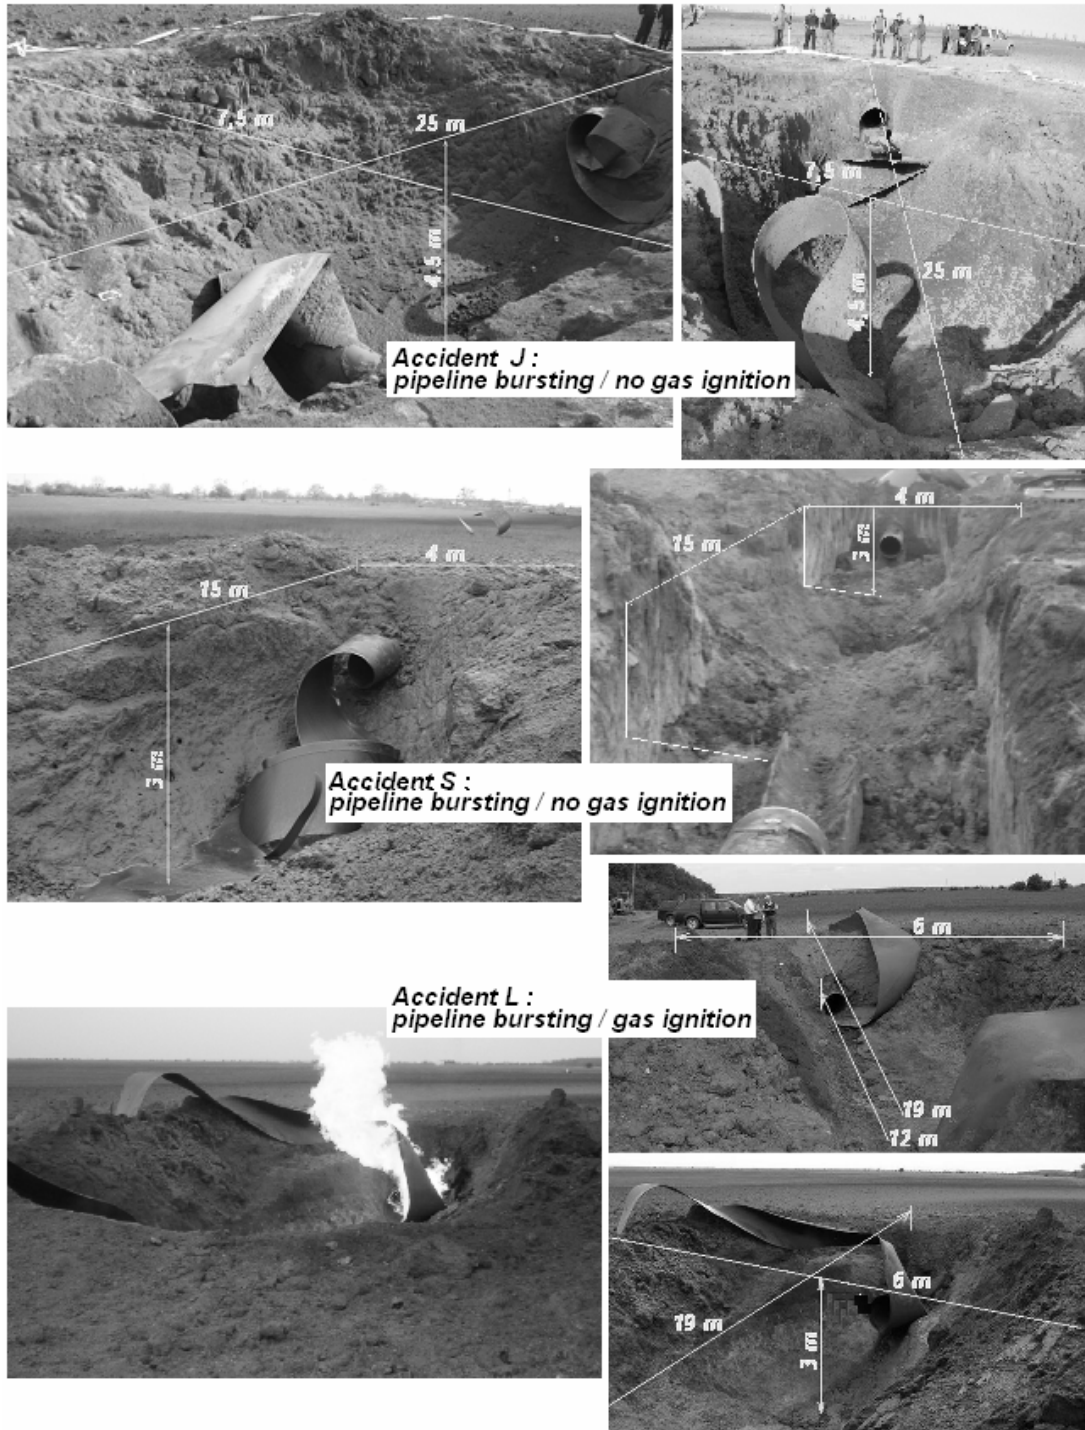 7,5 m
25 m
4,5 m
7,5 m
25 m
4,5 m
Accident J :
pipeline bursting / no gas ignition
15 m
4 m
3 m
15 m
4 m
3 m
Accident S :
pipeline bursting / no gas ignition
6 m
19 m
12 m
Accident L :
pipeline bursting / gas ignition
6 m
19 m
3 m